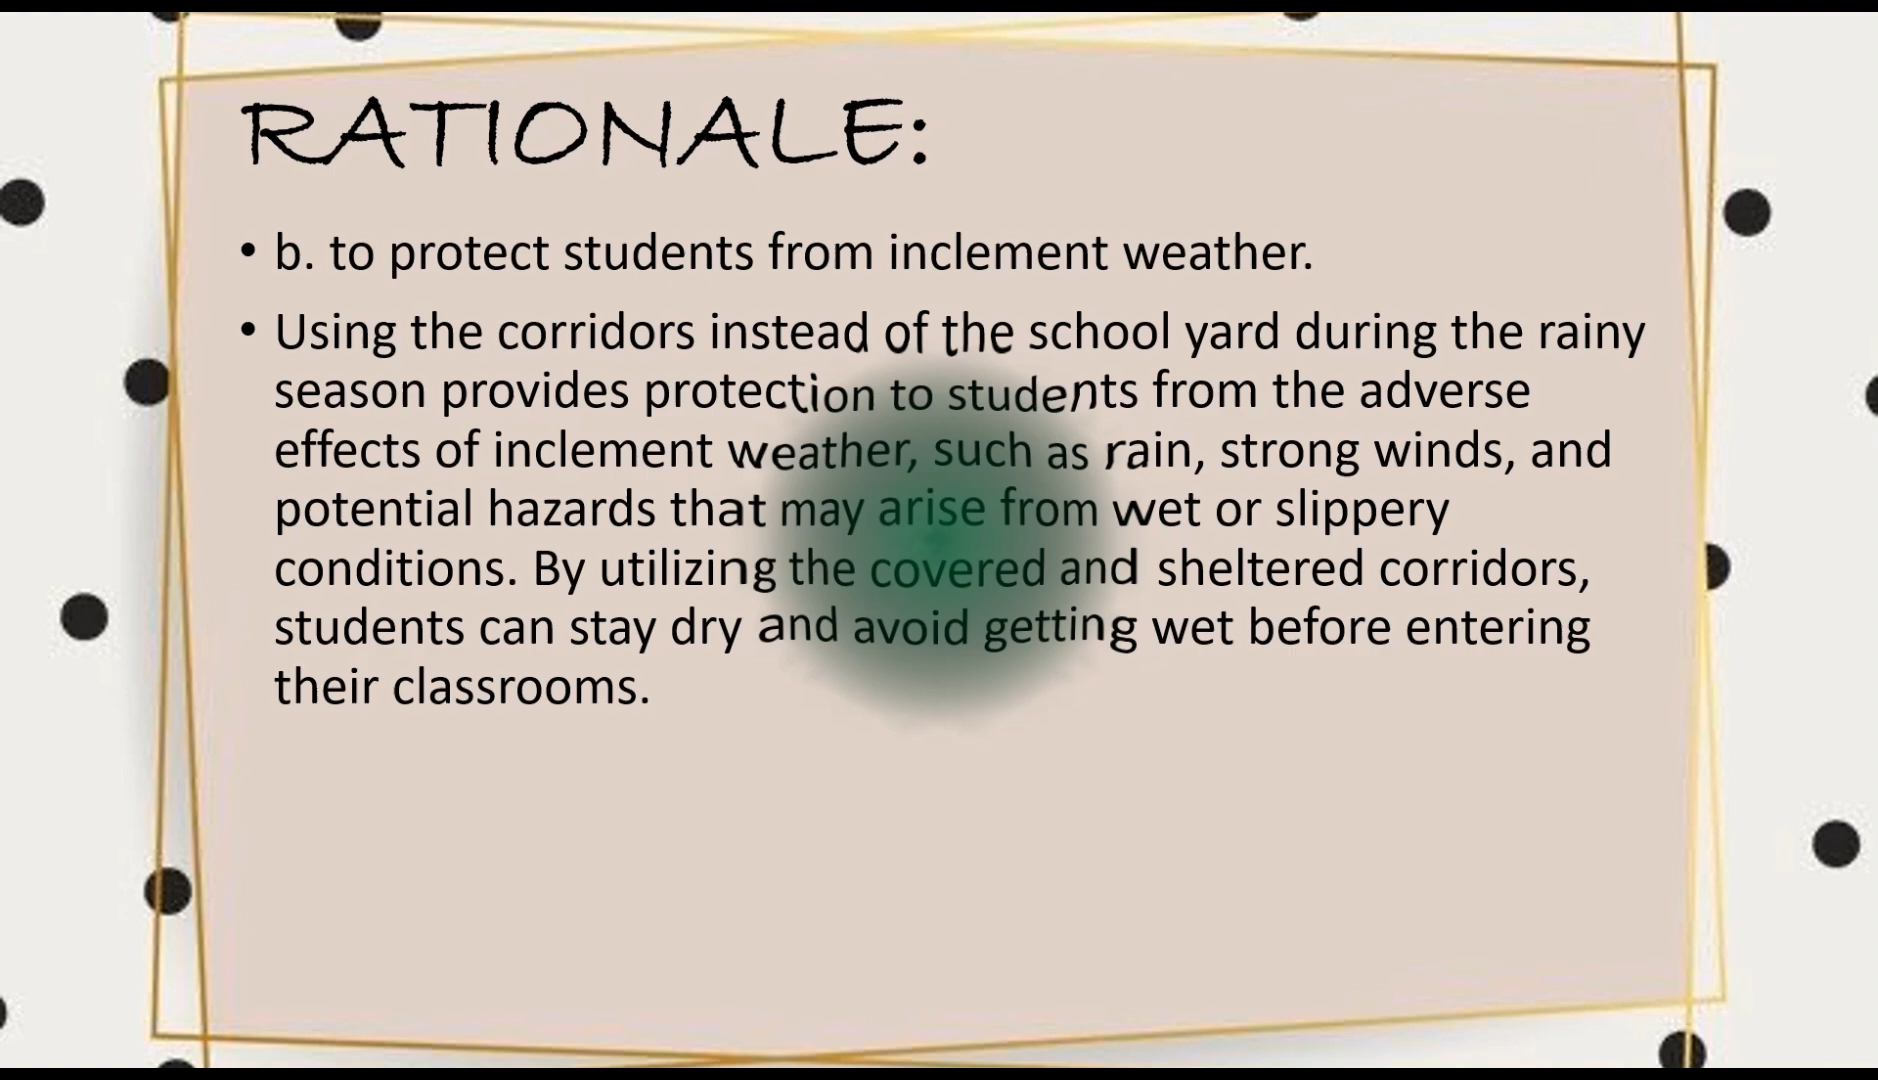 RATIONALE:
• b. to protect students from inclement weather.
• Using the corridors instead of the school yard during the rainy
season provides protection to students from the adverse
effects of inclement weather, such as rain, strong winds, and
potential hazards that may arise from wet or slippery
conditions. By utilizing the covered and sheltered corridors,
students can stay dry and avoid getting wet before entering
their classrooms.